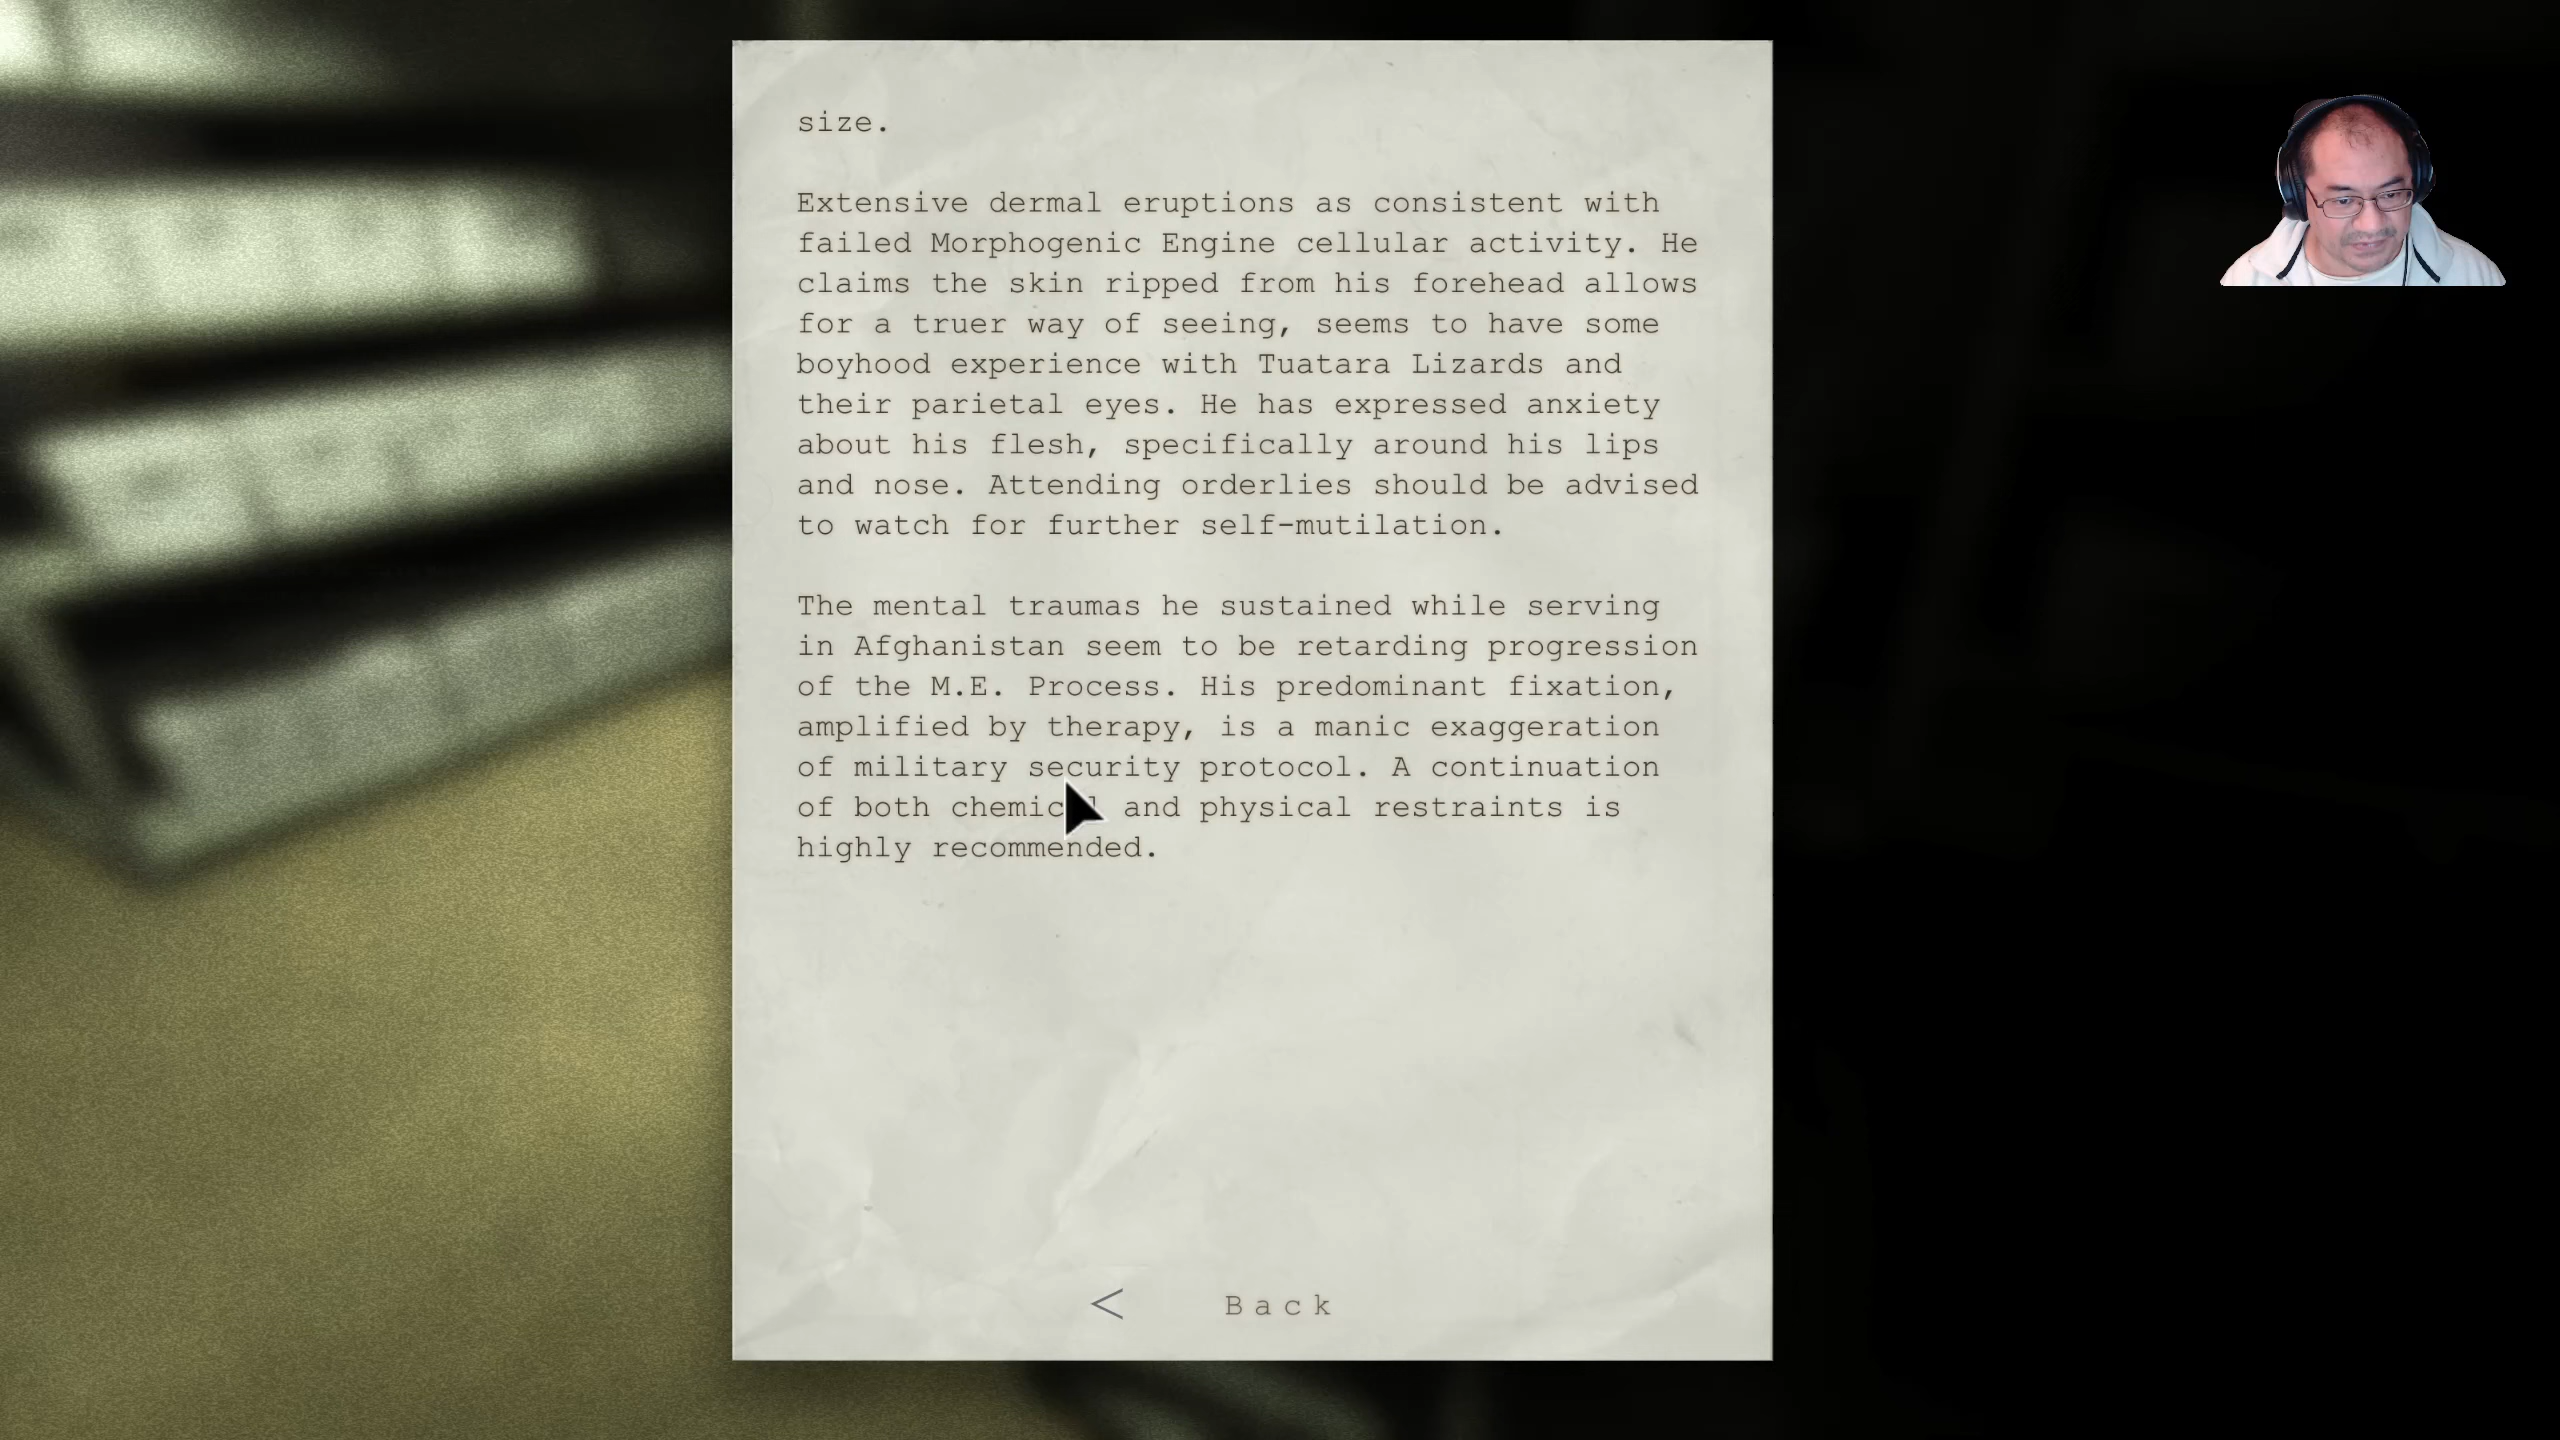 size.
Extensive dermal eruptions as consistent with
failed Morphogenic Engine cellular activity. He
claims the skin ripped from his forehead allows
for a truer way of seeing, seems to have some
boyhood experience with Tuatara Lizards and
their parietal eyes. He has expressed anxiety
about his flesh, specifically around his lips
and nose. Attending orderlies should be advised
to watch for further self-mutilation.
The mental traumas he sustained while serving
in Afghanistan seem to be retarding progression
of the M.E. Process. His predominant fixation,
amplified by therapy, is a manic exaggeration
of military security protocol. A continuation
of both chemical and physical restraints is
highly recommended.
< Back